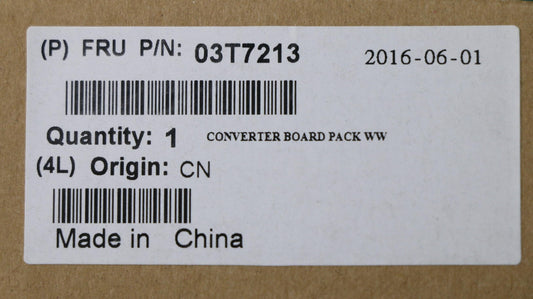 (P) FRU P/N: 03T7213 2016-06-01
Quantity: 1 CONVERTER BOARD PACK WW
(4L) Origin: CN
Made in China